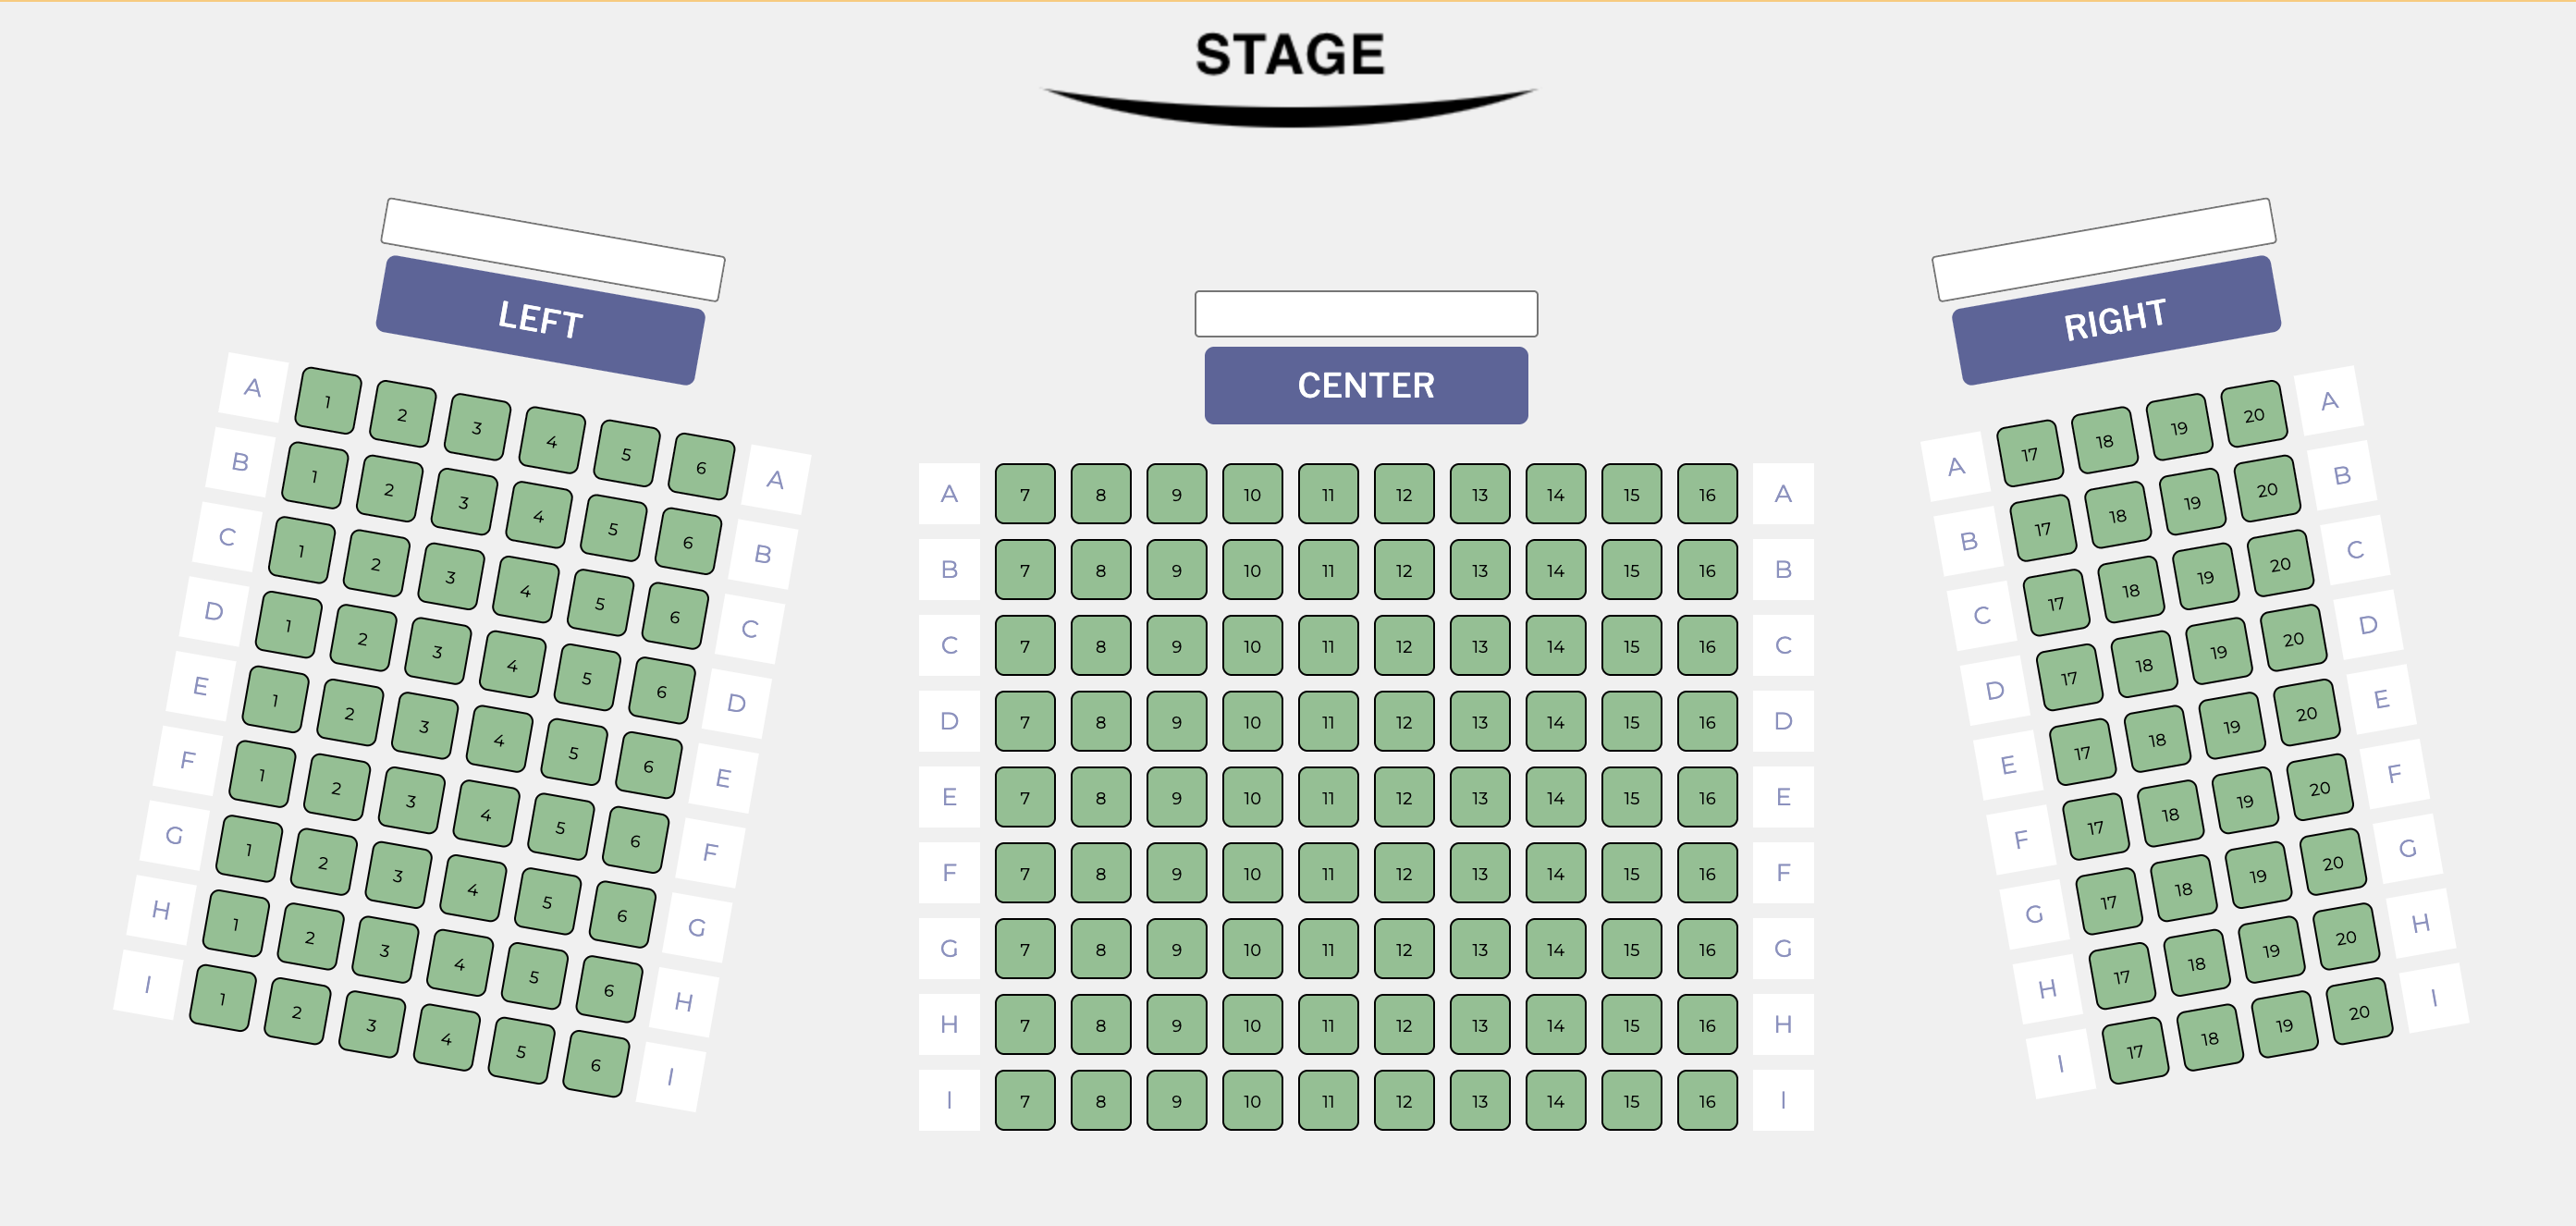 STAGE
LEFT
A 1 2 3 4 5 6 A
B 1 2 3 4 5 6 B
C 1 2 3 4 5 6 C
D 1 2 3 4 5 6 D
E 1 2 3 4 5 6 E
F 1 2 3 4 5 6 F
G 1 2 3 4 5 6 G
H 1 2 3 4 5 6 H
I 1 2 3 4 5 6 I
CENTER
A 7 8 9 10 11 12 13 14 15 16 A
B 7 8 9 10 11 12 13 14 15 16 B
C 7 8 9 10 11 12 13 14 15 16 C
D 7 8 9 10 11 12 13 14 15 16 D
E 7 8 9 10 11 12 13 14 15 16 E
F 7 8 9 10 11 12 13 14 15 16 F
G 7 8 9 10 11 12 13 14 15 16 G
H 7 8 9 10 11 12 13 14 15 16 H
I 7 8 9 10 11 12 13 14 15 16 I
RIGHT
A 17 18 19 20 A
B 17 18 19 20 B
C 17 18 19 20 C
D 17 18 19 20 D
E 17 18 19 20 E
F 17 18 19 20 F
G 17 18 19 20 G
H 17 18 19 20 H
I 17 18 19 20 I